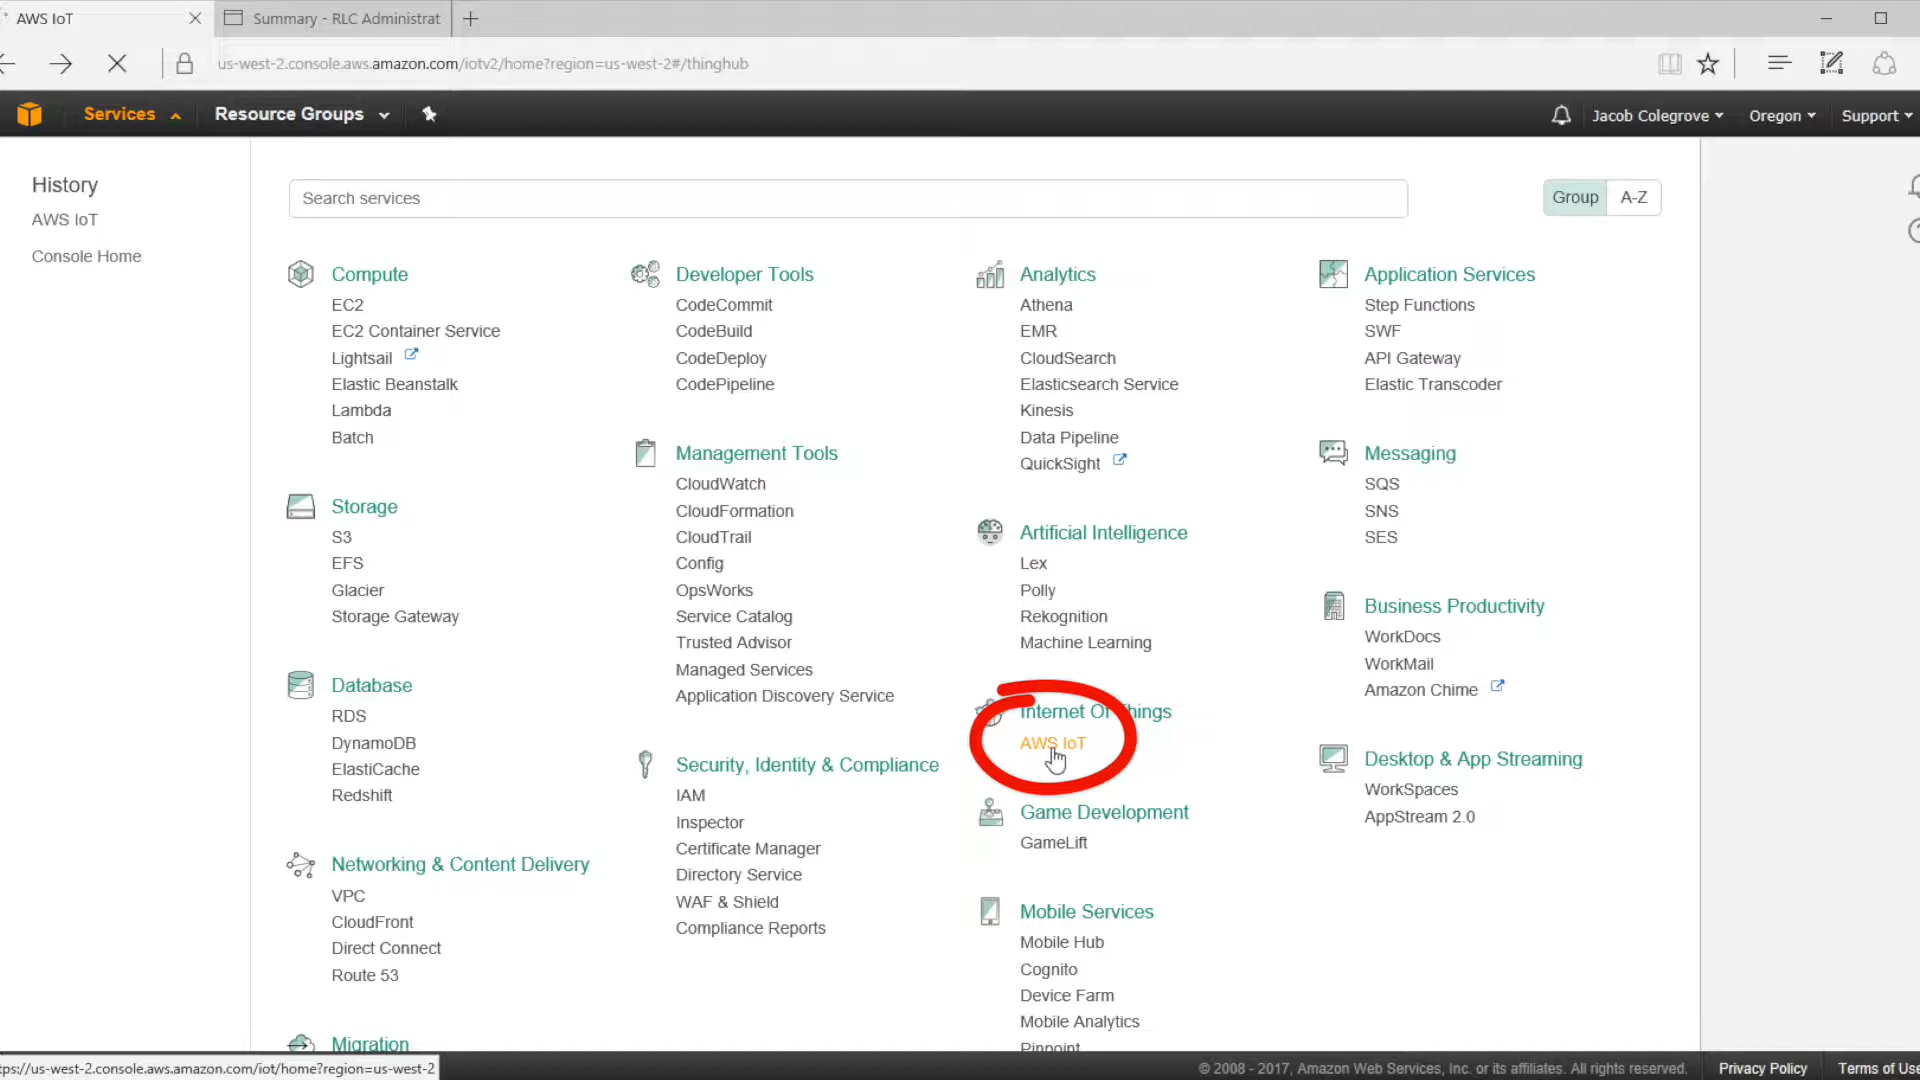 AWS IoT
Summary - RLC Administrat
us-west-2.console.aws.amazon.com/iotv2/home?region=us-west-2#/thinghub
Services
Resource Groups
Jacob Colegrove
Oregon
Support
History
AWS IoT
Console Home
Search services
Group
A-Z
Compute
EC2
EC2 Container Service
Lightsail
Elastic Beanstalk
Lambda
Batch
Storage
S3
EFS
Glacier
Storage Gateway
Database
RDS
DynamoDB
ElastiCache
Redshift
Networking & Content Delivery
VPC
CloudFront
Direct Connect
Route 53
Migration
Developer Tools
CodeCommit
CodeBuild
CodeDeploy
CodePipeline
Management Tools
CloudWatch
CloudFormation
CloudTrail
Config
OpsWorks
Service Catalog
Trusted Advisor
Managed Services
Application Discovery Service
Security, Identity & Compliance
IAM
Inspector
Certificate Manager
Directory Service
WAF & Shield
Compliance Reports
Analytics
Athena
EMR
CloudSearch
Elasticsearch Service
Kinesis
Data Pipeline
QuickSight
Artificial Intelligence
Lex
Polly
Rekognition
Machine Learning
Internet Of Things
AWS IoT
Game Development
GameLift
Mobile Services
Mobile Hub
Cognito
Device Farm
Mobile Analytics
Pinpoint
Application Services
Step Functions
SWF
API Gateway
Elastic Transcoder
Messaging
SQS
SNS
SES
Business Productivity
WorkDocs
WorkMail
Amazon Chime
Desktop & App Streaming
WorkSpaces
AppStream 2.0
tps://us-west-2.console.aws.amazon.com/iot/home?region=us-west-2
© 2008 - 2017, Amazon Web Services, Inc. or its affiliates. All rights reserved.
Privacy Policy
Terms of Use